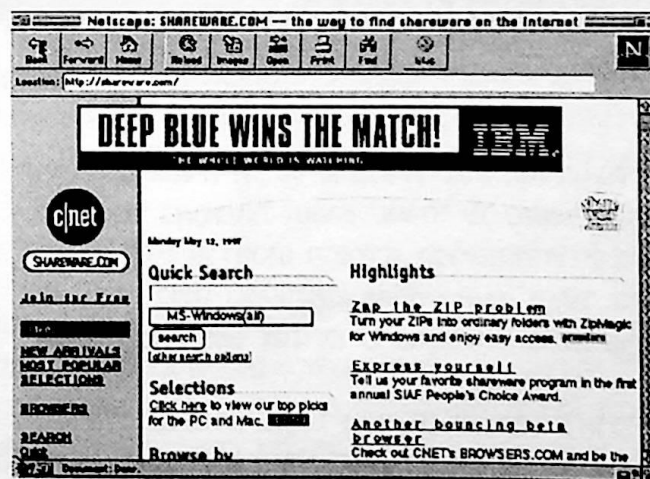 Netscape: SHAREWARE.COM — the way to find shareware on the Internet
Back Forward Home Reload Images Open Print Find Stop
N
Location: http://shareware.com/
DEEP BLUE WINS THE MATCH!
THE WHOLE WORLD IS WATCHING
IBM.
c|net
SHAREWARE.COM
Join for Free
NEW ARRIVALS
MOST POPULAR
SELECTIONS
BROWSERS
SEARCH
Quick
Monday May 12, 1997
Quick Search
MS-Windows(all)
search
[other search options]
Selections
Click here to view our top picks
for the PC and Mac.
Browse by
Highlights
Zap the ZIP problem
Turn your ZIPs into ordinary folders with ZipMagic
for Windows and enjoy easy access.
Express yourself
Tell us your favorite shareware program in the first
annual SIAF People's Choice Award.
Another bouncing beta
browser
Check out CNET's BROWSERS.COM and be the
Document: Done.